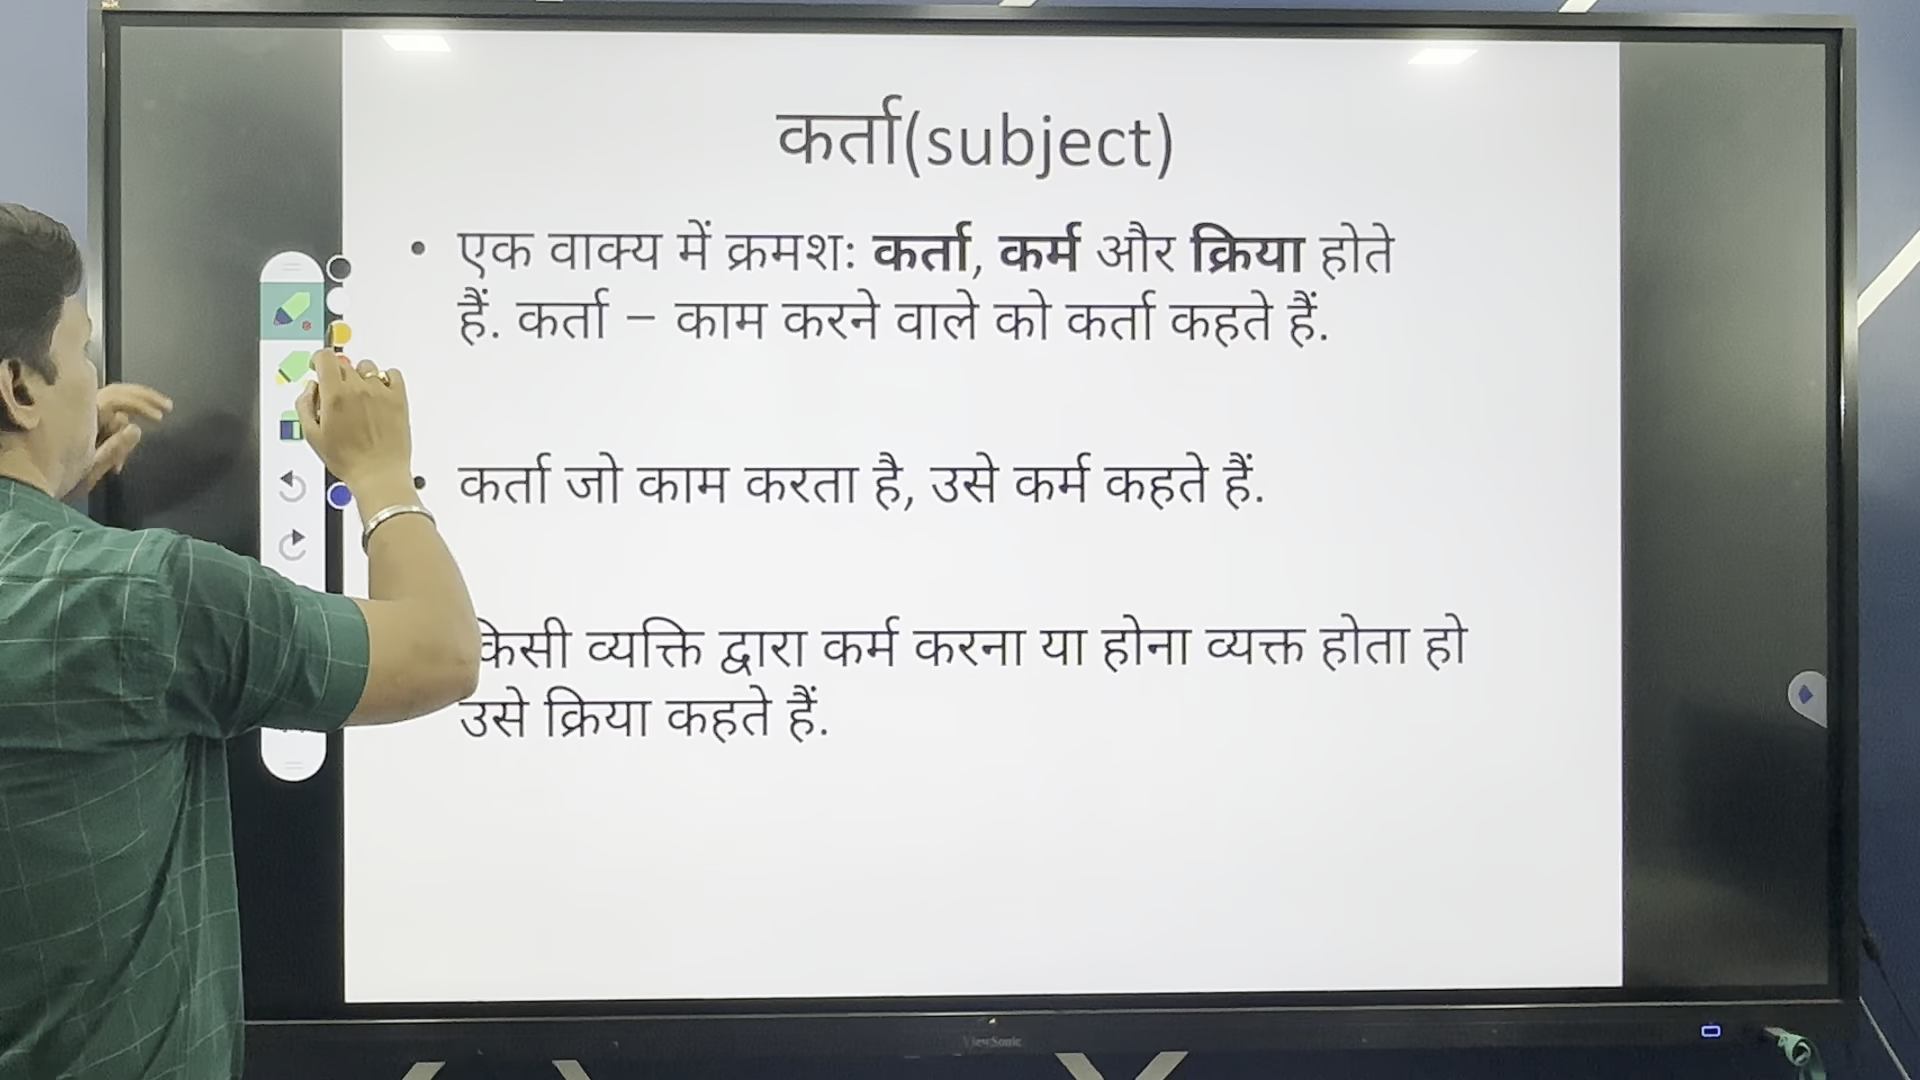 कर्ता(subject)
• एक वाक्य में क्रमश: कर्ता, कर्म और क्रिया होते
हैं. कर्ता – काम करने वाले को कर्ता कहते हैं.
• कर्ता जो काम करता है, उसे कर्म कहते हैं.
किसी व्यक्ति द्वारा कर्म करना या होना व्यक्त होता हो
उसे क्रिया कहते हैं.
ViewSonic